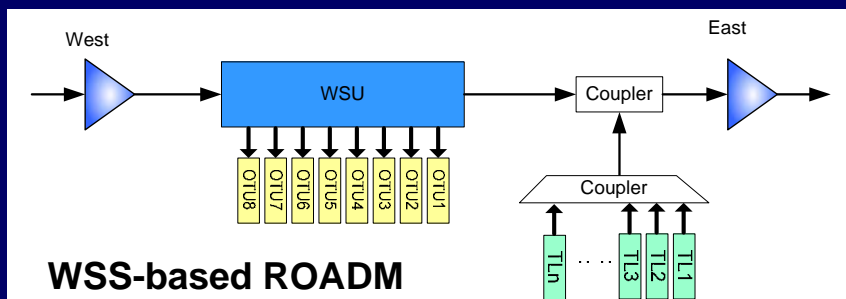 West
East
WSU
Coupler
OTU8
OTU7
OTU6
OTU5
OTU4
OTU3
OTU2
OTU1
Coupler
TLn
.. ...
TL3
TL2
TL1
WSS-based ROADM